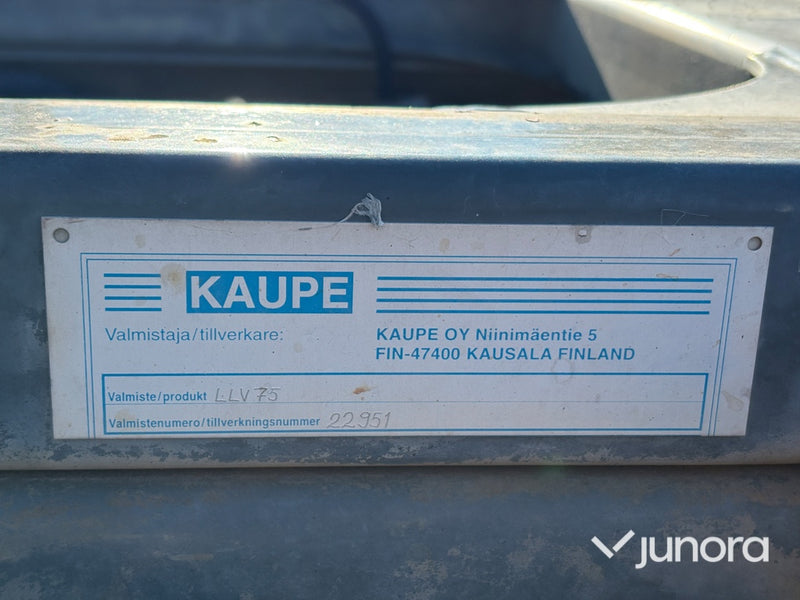 KAUPE
Valmistaja/tillverkare:
KAUPE OY Niinimäentie 5
FIN-47400 KAUSALA FINLAND
Valmiste/produkt LLV 75
Valmistenumero/tillverkningsnummer 22951
junora